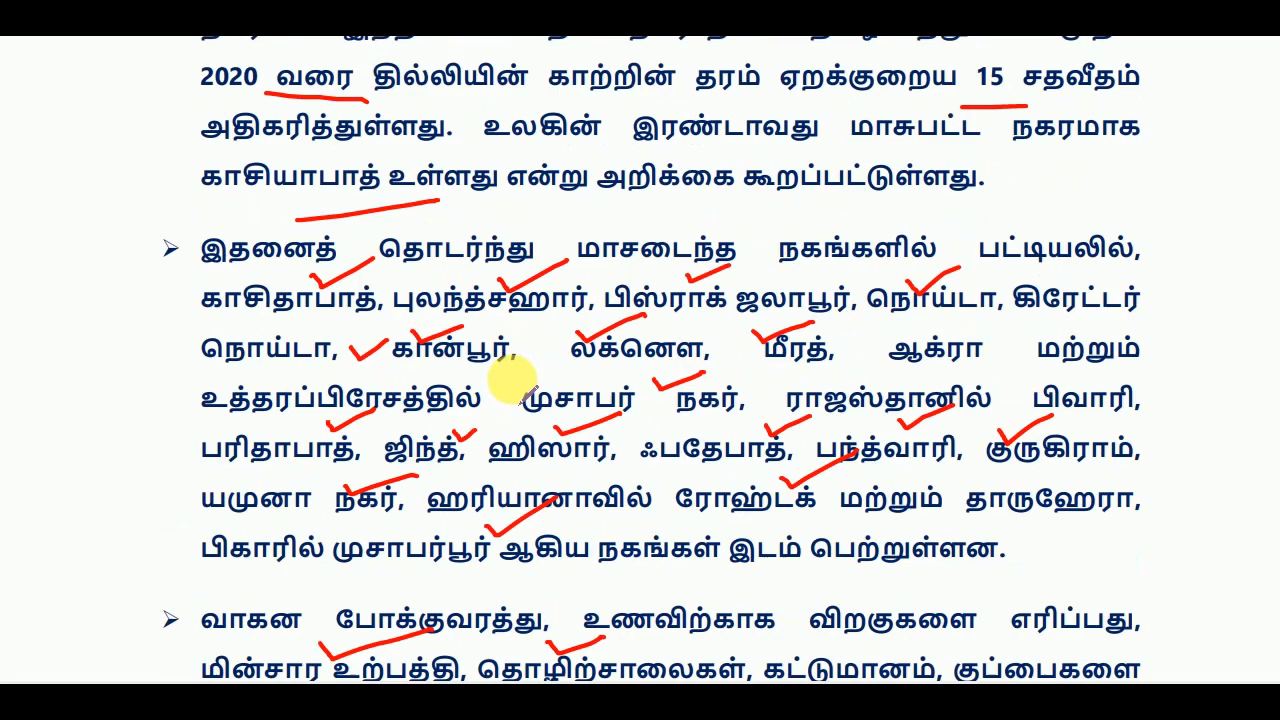 2020 வரை தில்லியின் காற்றின் தரம் ஏறக்குறைய 15 சதவீதம்
அதிகரித்துள்ளது. உலகின் இரண்டாவது மாசுபட்ட நகரமாக
காசியாபாத் உள்ளது என்று அறிக்கை கூறப்பட்டுள்ளது.
இதனைத் தொடர்ந்து மாசடைந்த நகங்களில் பட்டியலில்,
காசிதாபாத், புலந்த்சஹார், பிஸ்ராக் ஜலாபூர், நொய்டா, கிரேட்டர்
நொய்டா, கான்பூர், லக்னௌ, மீரத், ஆக்ரா மற்றும்
உத்தரப்பிரேசத்தில் முசாபர் நகர், ராஜஸ்தானில் பிவாரி,
பரிதாபாத், ஜிந்த், ஹிஸார், ஃபதேபாத், பந்த்வாரி, குருகிராம்,
யமுனா நகர், ஹரியானாவில் ரோஹ்டக் மற்றும் தாருஹேரா,
பிகாரில் முசாபர்பூர் ஆகிய நகங்கள் இடம் பெற்றுள்ளன.
வாகன போக்குவரத்து, உணவிற்காக விறகுகளை எரிப்பது,
மின்சார உற்பத்தி, தொழிற்சாலைகள், கட்டுமானம், குப்பைகளை